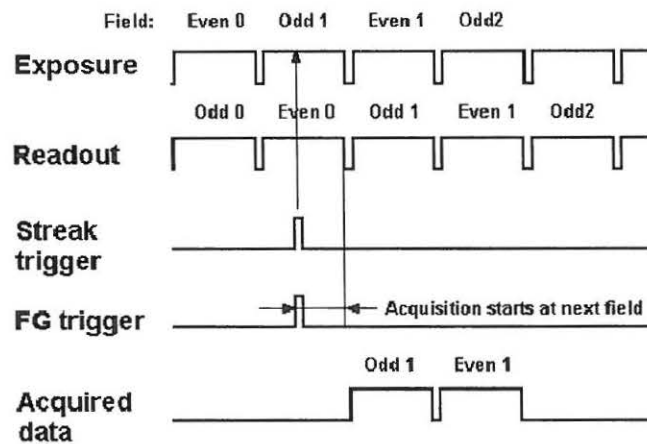 Field: Even 0 Odd 1 Even 1 Odd2
Exposure
Odd 0 Even 0 Odd 1 Even 1 Odd2
Readout
Streak
trigger
FG trigger
Acquisition starts at next field
Odd 1 Even 1
Acquired
data